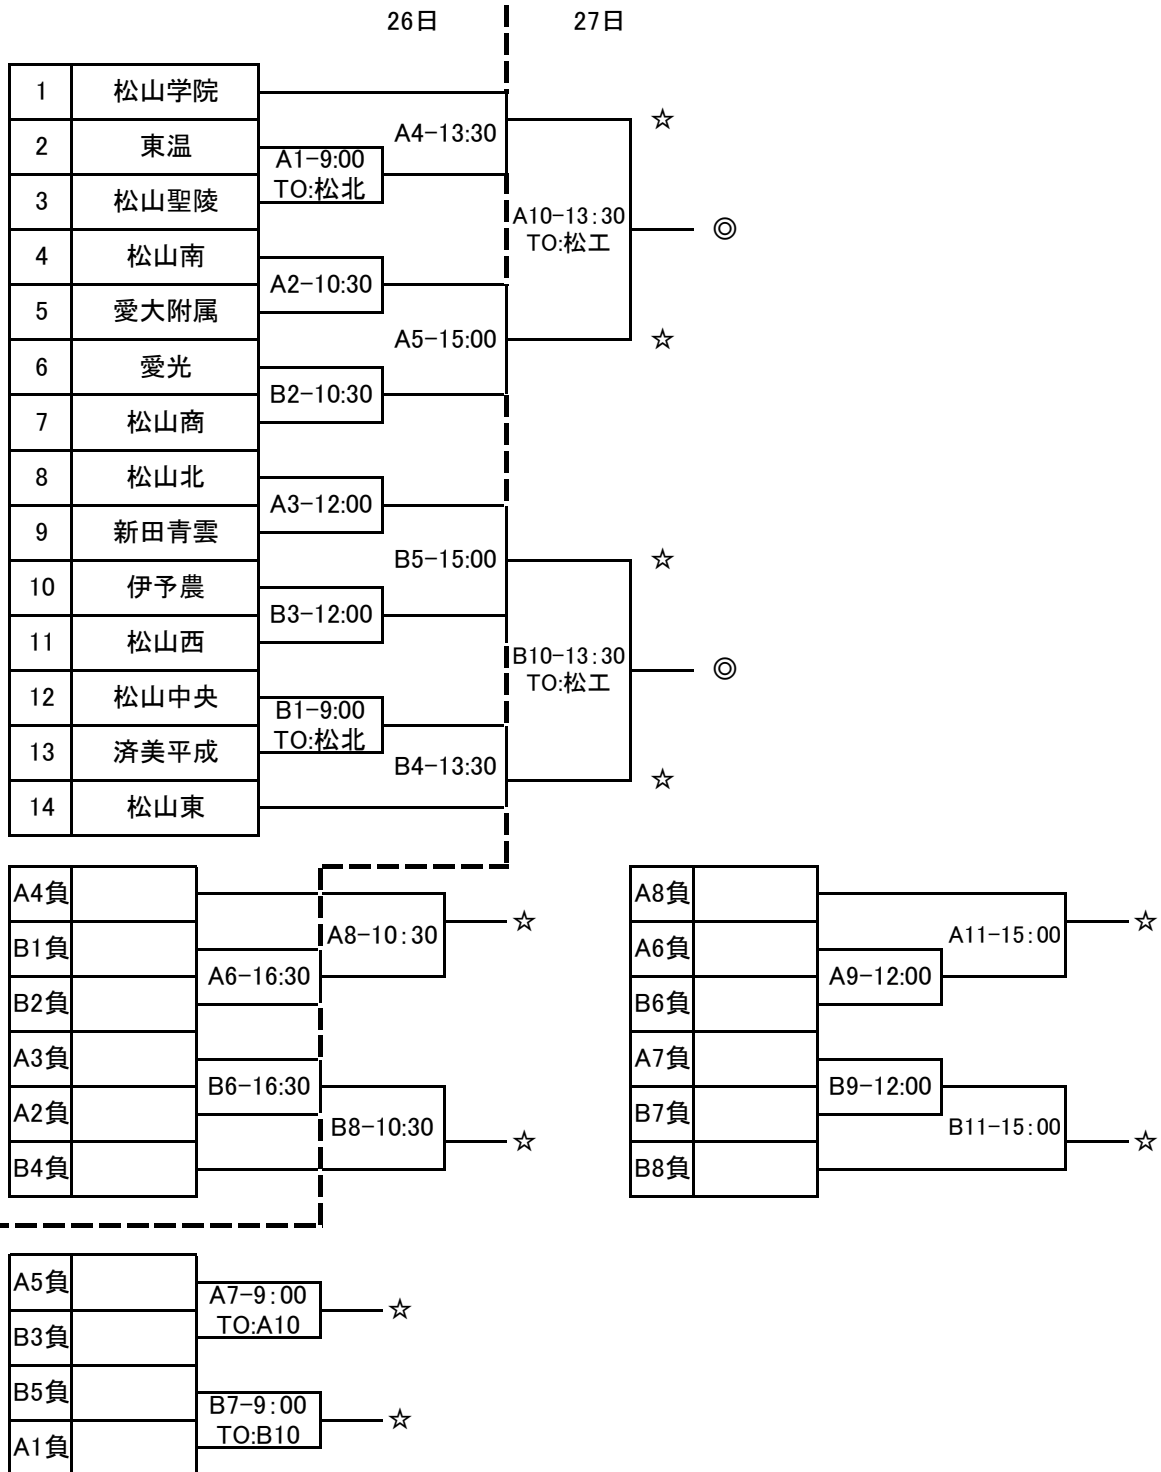 26日 27日
1 松山学院
2 東温
3 松山聖陵
4 松山南
5 愛大附属
6 愛光
7 松山商
8 松山北
9 新田青雲
10 伊予農
11 松山西
12 松山中央
13 済美平成
14 松山東
A1-9:00
TO:松北
A2-10:30
B2-10:30
A3-12:00
B3-12:00
B1-9:00
TO:松北
A4-13:30
A5-15:00
B5-15:00
B4-13:30
A10-13:30
TO:松工
B10-13:30
TO:松工
☆
◎
☆
☆
◎
☆
A4負
B1負
B2負
A3負
A2負
B4負
A6-16:30
B6-16:30
A8-10:30
B8-10:30
☆
☆
A8負
A6負
B6負
A7負
B7負
B8負
A9-12:00
B9-12:00
A11-15:00
B11-15:00
☆
☆
A5負
B3負
B5負
A1負
A7-9:00
TO:A10
B7-9:00
TO:B10
☆
☆